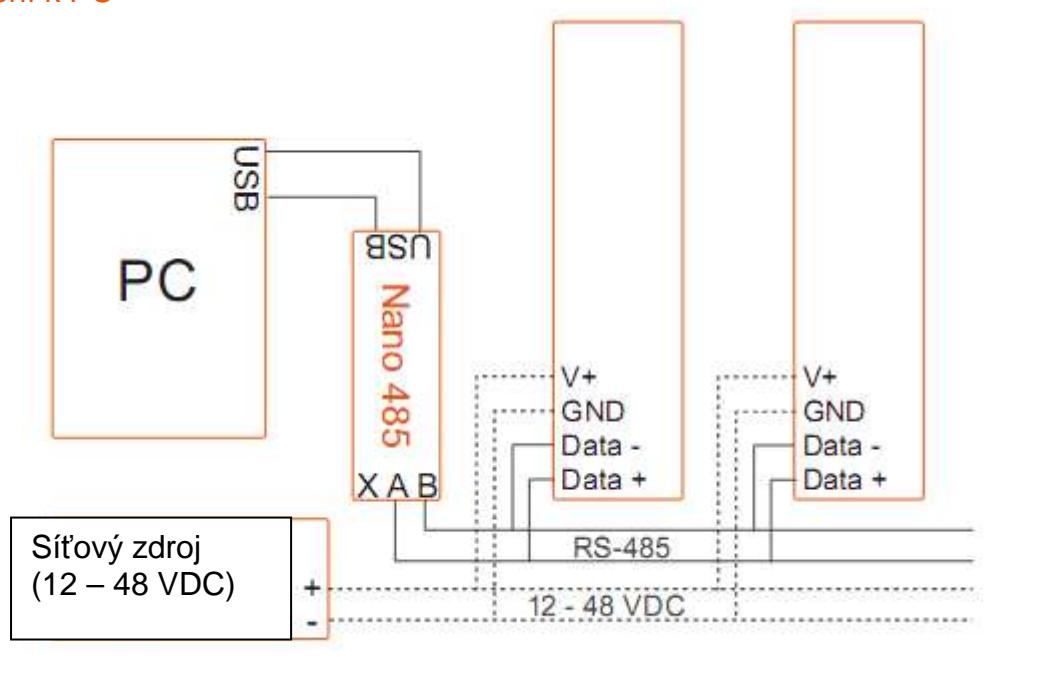 PC
USB
USB
Nano 485
X A B
V+
GND
Data -
Data +
V+
GND
Data -
Data +
RS-485
Síťový zdroj
(12 – 48 VDC)
+
-
12 - 48 VDC